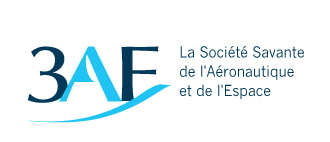 3AF
La Société Savante
de l'Aéronautique
et de l'Espace